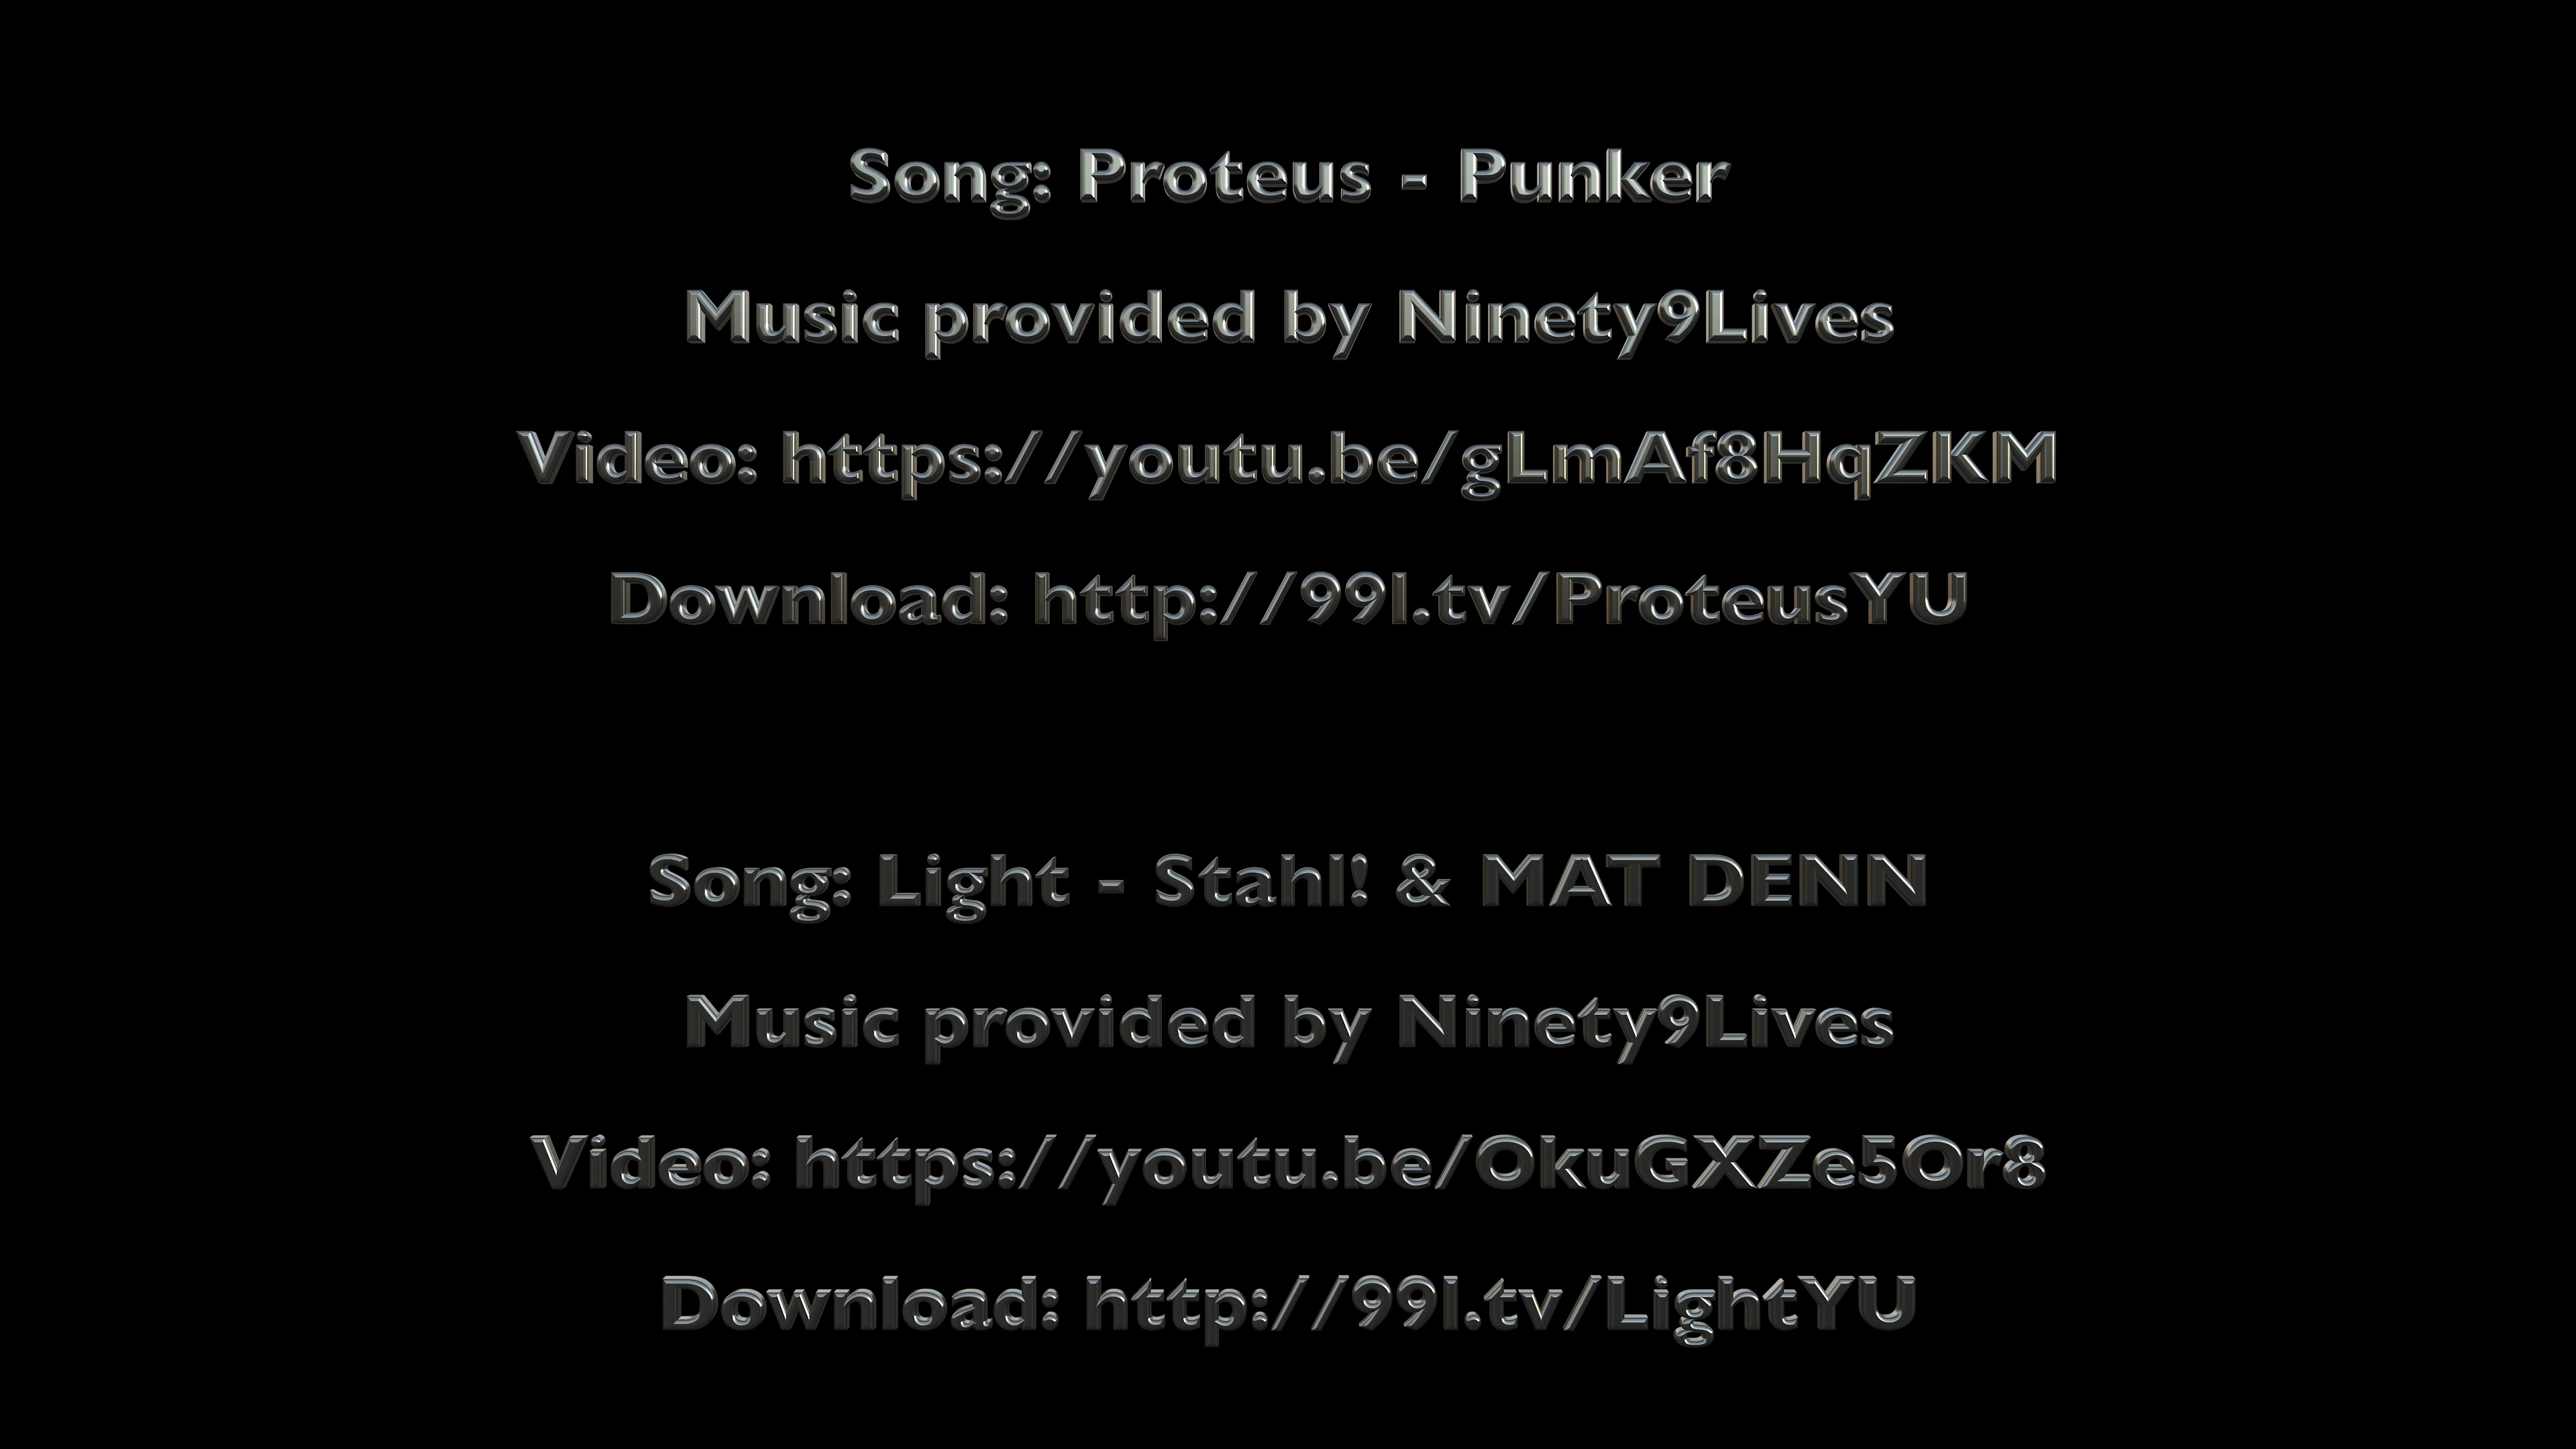 Song: Proteus - Punker
Music provided by Ninety9Lives
Video: https://youtu.be/gLmAf8HqZKM
Download: http://99l.tv/ProteusYU
Song: Light - Stahl! & MAT DENN
Music provided by Ninety9Lives
Video: https://youtu.be/OkuGXZe5Or8
Download: http://99l.tv/LightYU